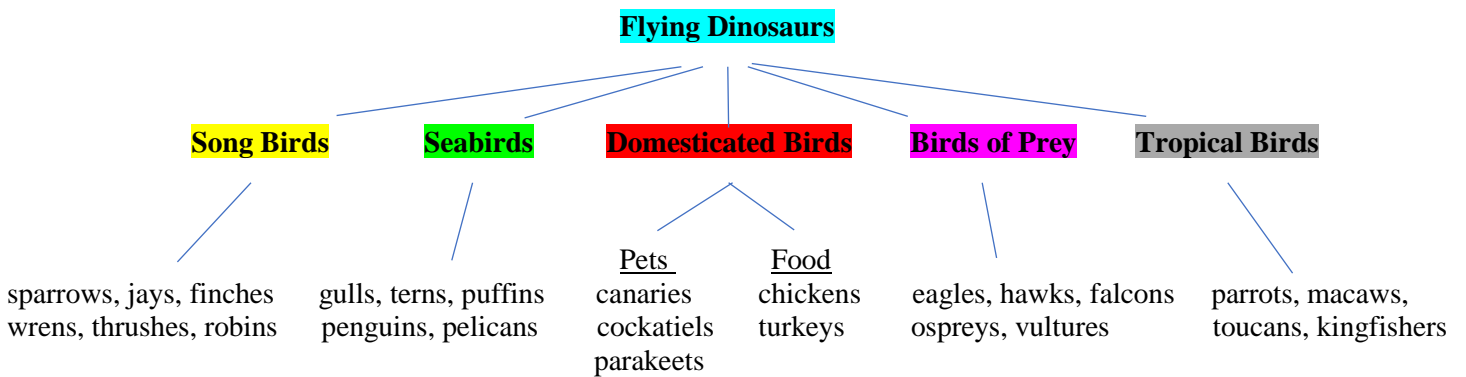 Flying Dinosaurs
Song Birds
Seabirds
Domesticated Birds
Birds of Prey
Tropical Birds
sparrows, jays, finches
wrens, thrushes, robins
gulls, terns, puffins
penguins, pelicans
Pets
canaries
cockatiels
parakeets
Food
chickens
turkeys
eagles, hawks, falcons
ospreys, vultures
parrots, macaws,
toucans, kingfishers